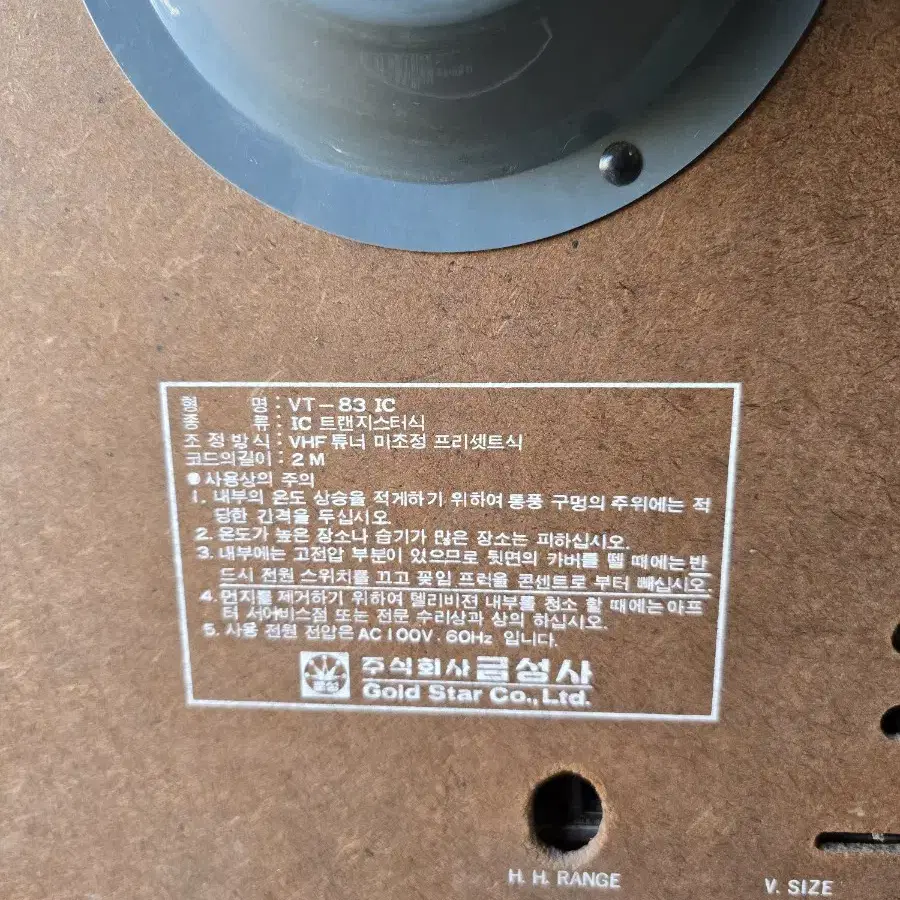 형 명 : VT-83 IC
종 류 : IC 트랜지스터식
조정방식 : VHF 튜너 미조정 프리셋트식
코드의길이 : 2 M
●사용상의 주의
1. 내부의 온도 상승을 적게하기 위하여 통풍 구멍의 주위에는 적
당한 간격을 두십시오.
2. 온도가 높은 장소나 습기가 많은 장소는 피하십시오.
3. 내부에는 고전압 부분이 있으므로 뒷면의 카버를 뗄 때에는 반
드시 전원 스위치를 끄고 꽂임 프럭을 콘센트로 부터 빼십시오.
4. 먼지를 제거하기 위하여 텔리비젼 내부를 청소 할 때에는 아프
터 서어비스점 또는 전문 수리상과 상의 하십시오.
5. 사용 전원 전압은 AC 100V. 60Hz 입니다.
금성
주식회사 금성사
Gold Star Co., Ltd.
H. H. RANGE
V. SIZE